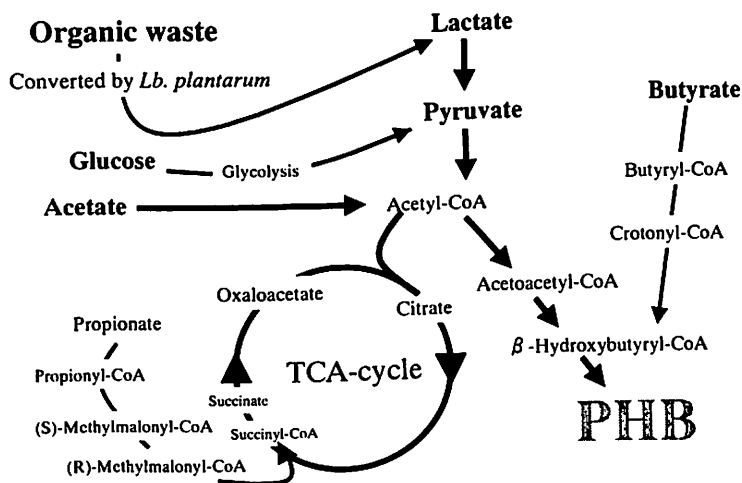 Organic waste
Converted by Lb. plantarum
Lactate
Pyruvate
Butyrate
Glucose
Glycolysis
Butyryl-CoA
Acetate
Acetyl-CoA
Crotonyl-CoA
Oxaloacetate
Citrate
Acetoacetyl-CoA
Propionate
β-Hydroxybutyryl-CoA
Propionyl-CoA
TCA-cycle
Succinate
PHB
(S)-Methylmalonyl-CoA
Succinyl-CoA
(R)-Methylmalonyl-CoA